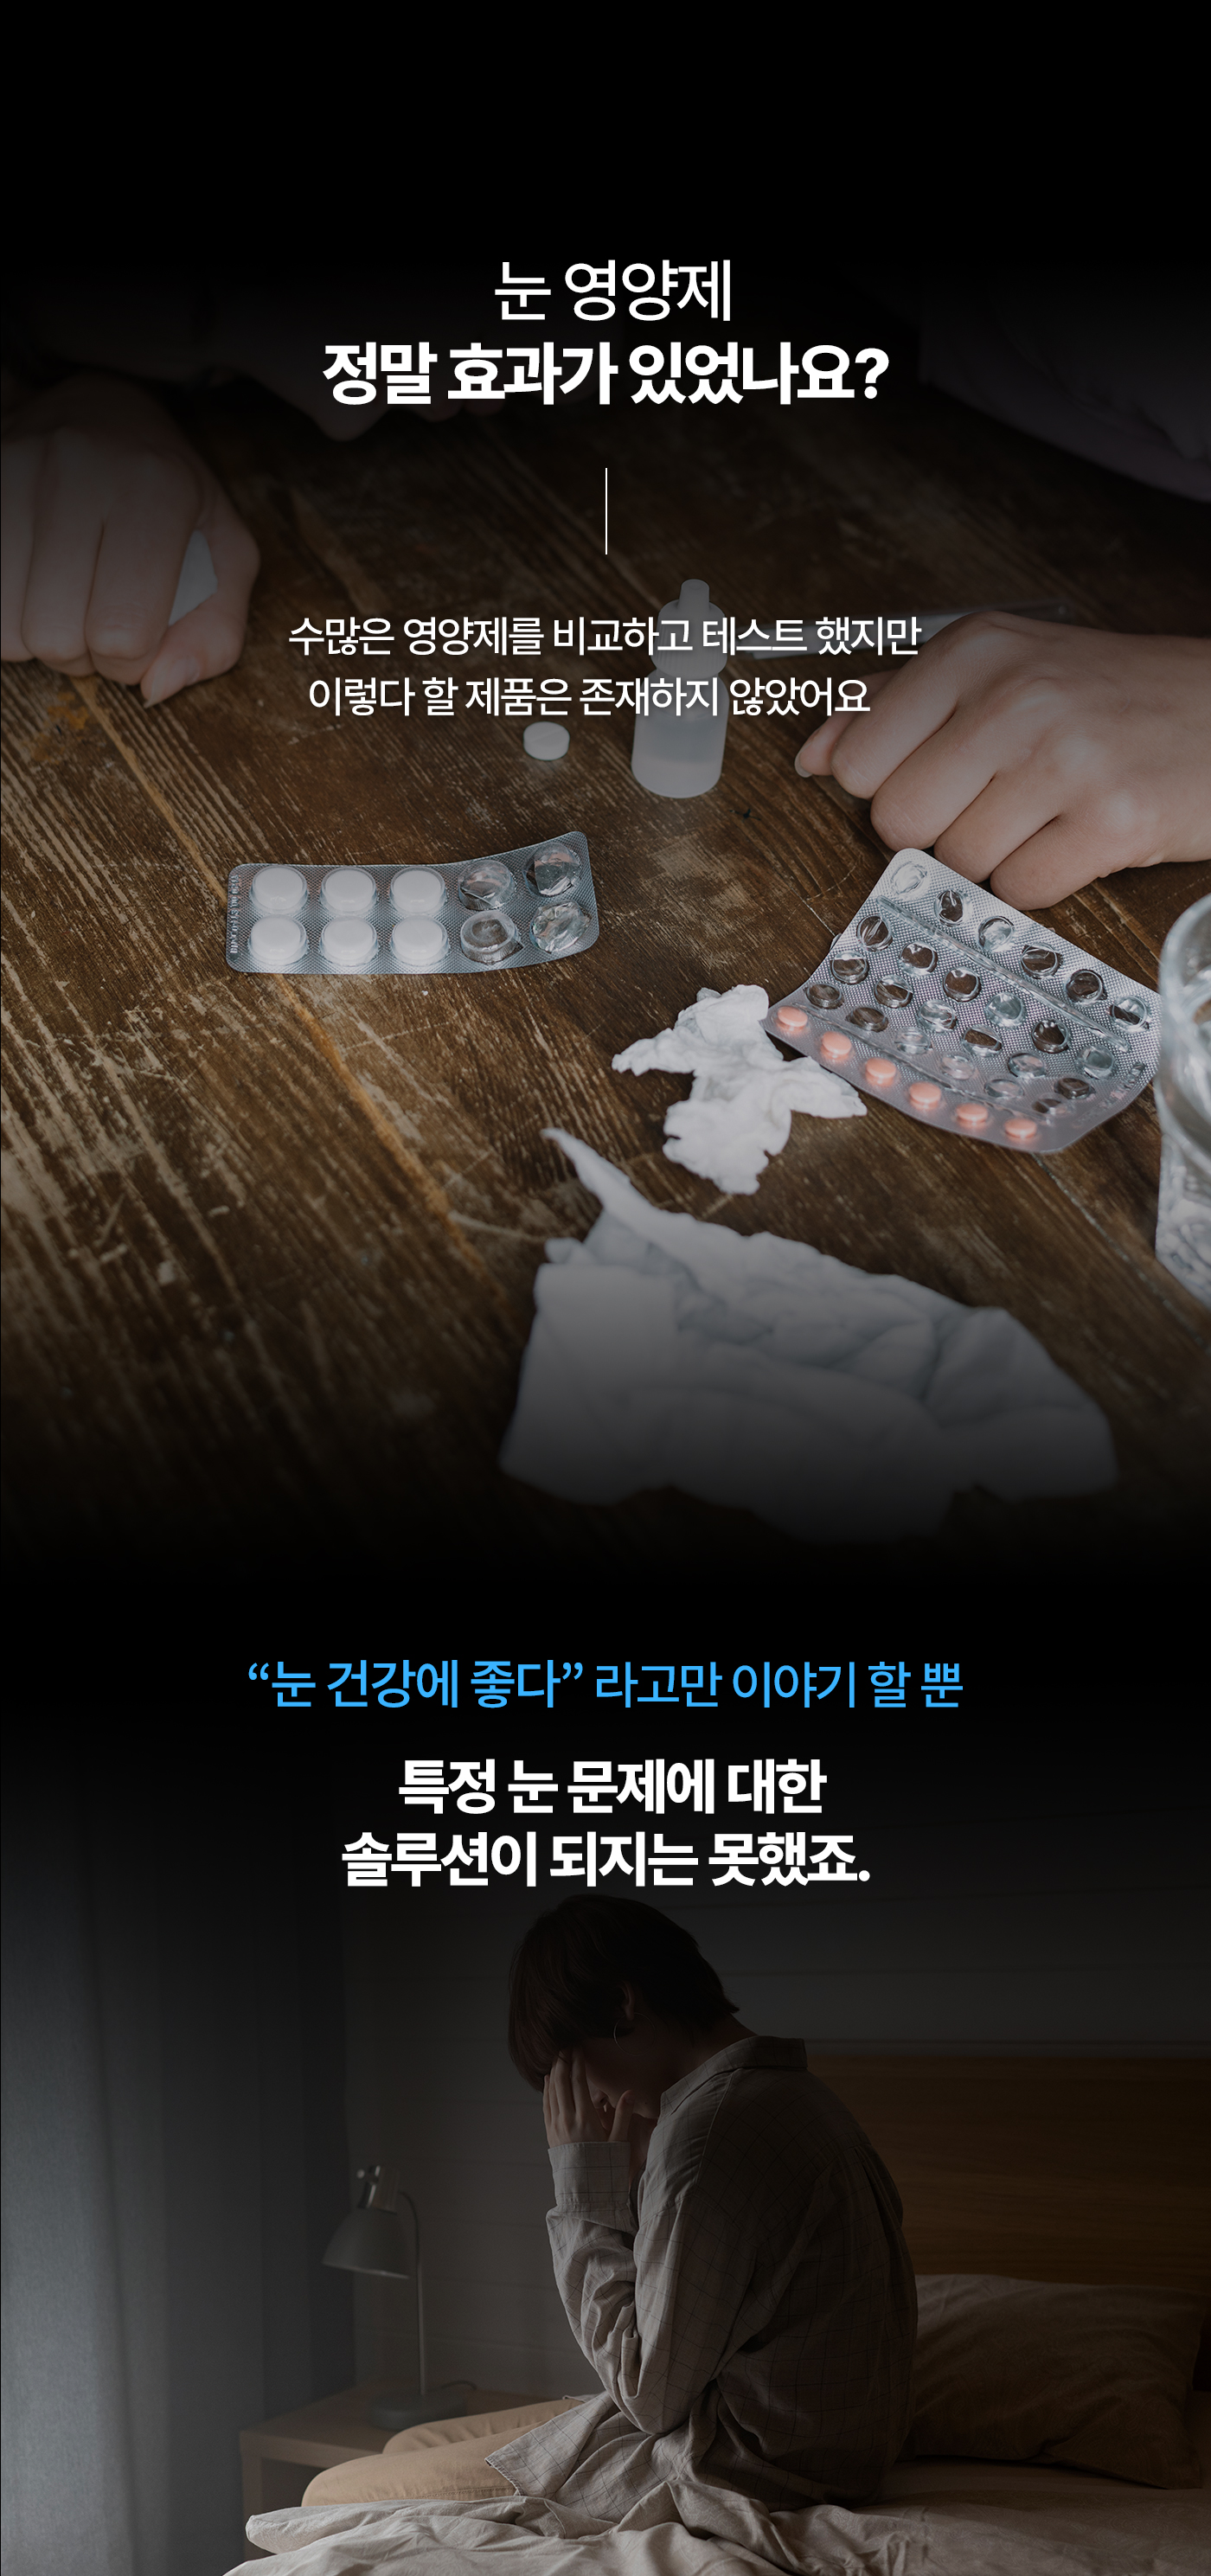 눈 영양제
정말 효과가 있었나요?
수많은 영양제를 비교하고 테스트 했지만
이렇다 할 제품은 존재하지 않았어요
“눈 건강에 좋다” 라고만 이야기 할 뿐
특정 눈 문제에 대한
솔루션이 되지는 못했죠.